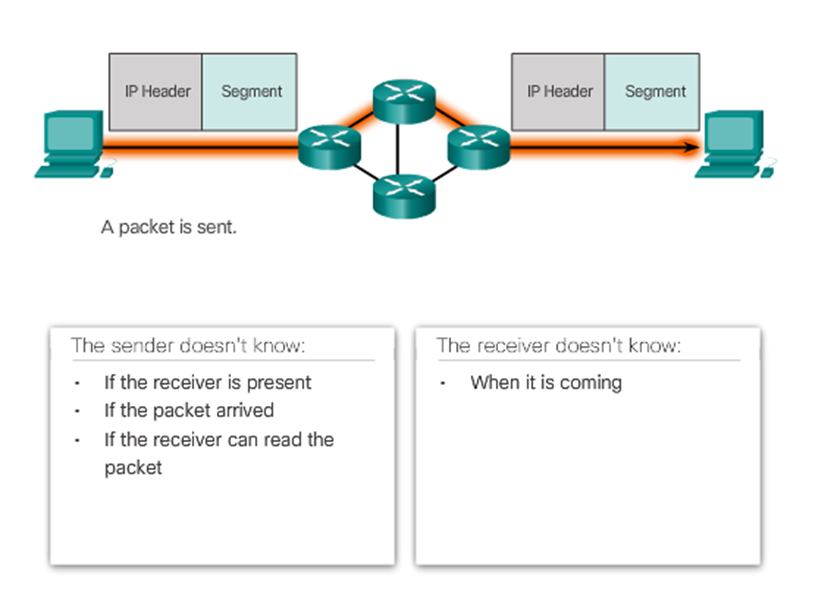 IP Header Segment IP Header Segment
A packet is sent.
The sender doesn't know:
· If the receiver is present
· If the packet arrived
· If the receiver can read the
packet
The receiver doesn't know:
· When it is coming